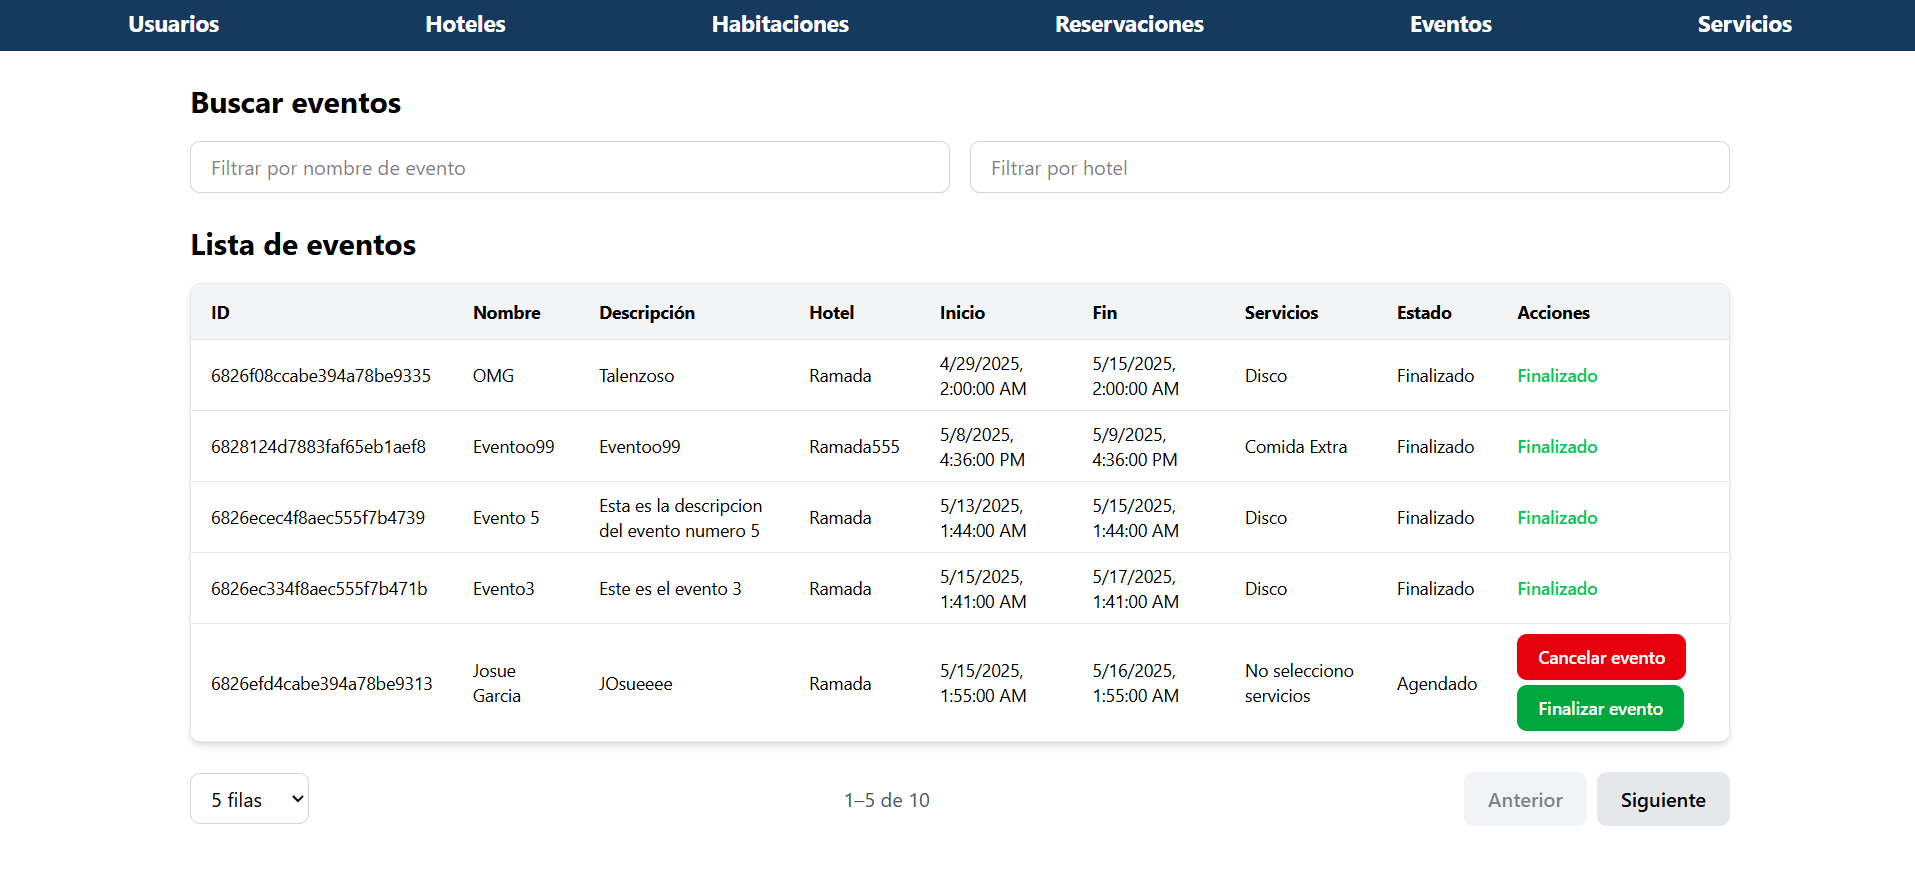 Usuarios Hoteles Habitaciones Reservaciones Eventos Servicios
Buscar eventos
Filtrar por nombre de evento Filtrar por hotel
Lista de eventos
ID Nombre Descripción Hotel Inicio Fin Servicios Estado Acciones
6826f08ccabe394a78be9335 OMG Talenzoso Ramada 4/29/2025, 2:00:00 AM 5/15/2025, 2:00:00 AM Disco Finalizado Finalizado
6828124d7883faf65eb1aef8 Eventoo99 Eventoo99 Ramada555 5/8/2025, 4:36:00 PM 5/9/2025, 4:36:00 PM Comida Extra Finalizado Finalizado
6826ecec4f8aec555f7b4739 Evento 5 Esta es la descripcion del evento numero 5 Ramada 5/13/2025, 1:44:00 AM 5/15/2025, 1:44:00 AM Disco Finalizado Finalizado
6826ec334f8aec555f7b471b Evento3 Este es el evento 3 Ramada 5/15/2025, 1:41:00 AM 5/17/2025, 1:41:00 AM Disco Finalizado Finalizado
6826efd4cabe394a78be9313 Josue Garcia JOsueeee Ramada 5/15/2025, 1:55:00 AM 5/16/2025, 1:55:00 AM No selecciono servicios Agendado Cancelar evento
Finalizar evento
5 filas 1–5 de 10 Anterior Siguiente